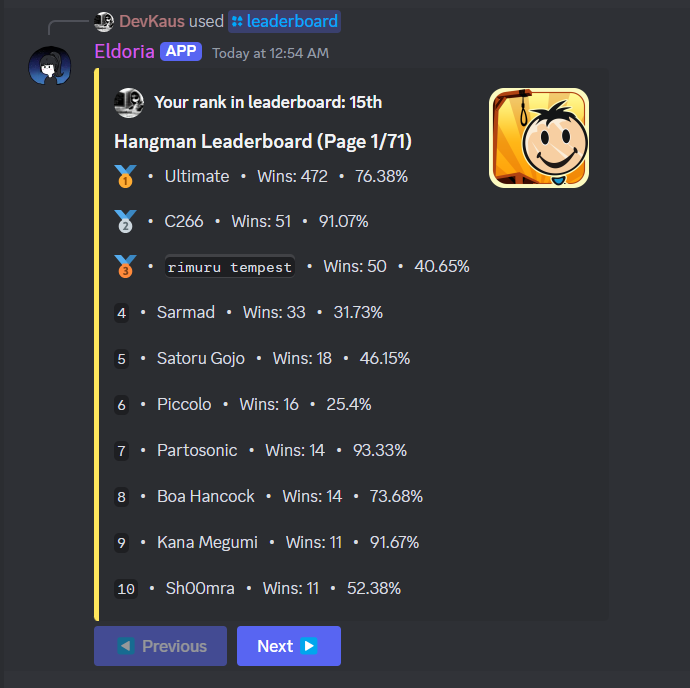 DevKaus used leaderboard
Eldoria APP Today at 12:54 AM
Your rank in leaderboard: 15th
Hangman Leaderboard (Page 1/71)
1 • Ultimate • Wins: 472 • 76.38%
2 • C266 • Wins: 51 • 91.07%
3 • rimuru tempest • Wins: 50 • 40.65%
4 • Sarmad • Wins: 33 • 31.73%
5 • Satoru Gojo • Wins: 18 • 46.15%
6 • Piccolo • Wins: 16 • 25.4%
7 • Partosonic • Wins: 14 • 93.33%
8 • Boa Hancock • Wins: 14 • 73.68%
9 • Kana Megumi • Wins: 11 • 91.67%
10 • Sh00mra • Wins: 11 • 52.38%
Previous Next